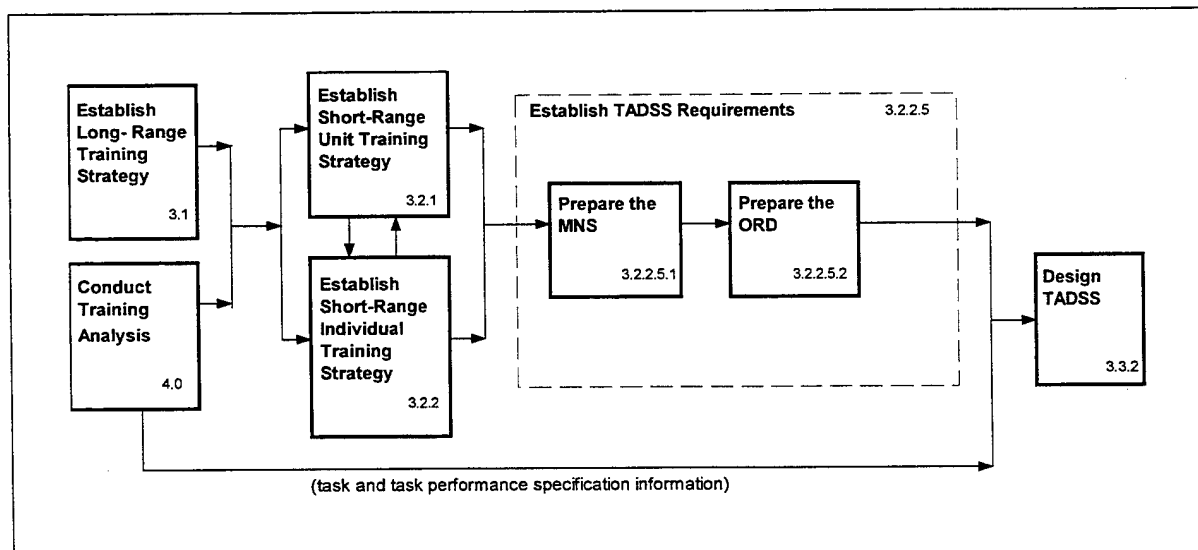 Establish
Long- Range
Training
Strategy
3.1
Conduct
Training
Analysis
4.0
Establish
Short-Range
Unit Training
Strategy
3.2.1
Establish
Short-Range
Individual
Training
Strategy
3.2.2
Establish TADSS Requirements 3.2.2.5
Prepare the
MNS
3.2.2.5.1
Prepare the
ORD
3.2.2.5.2
Design
TADSS
3.3.2
(task and task performance specification information)